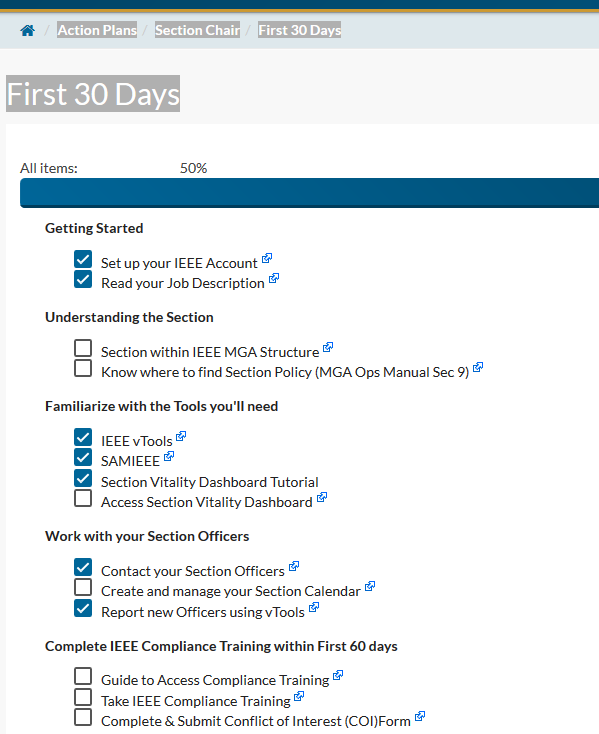 / Action Plans / Section Chair / First 30 Days
First 30 Days
All items: 50%
Getting Started
Set up your IEEE Account
Read your Job Description
Understanding the Section
Section within IEEE MGA Structure
Know where to find Section Policy (MGA Ops Manual Sec 9)
Familiarize with the Tools you'll need
IEEE vTools
SAMIEEE
Section Vitality Dashboard Tutorial
Access Section Vitality Dashboard
Work with your Section Officers
Contact your Section Officers
Create and manage your Section Calendar
Report new Officers using vTools
Complete IEEE Compliance Training within First 60 days
Guide to Access Compliance Training
Take IEEE Compliance Training
Complete & Submit Conflict of Interest (COI)Form